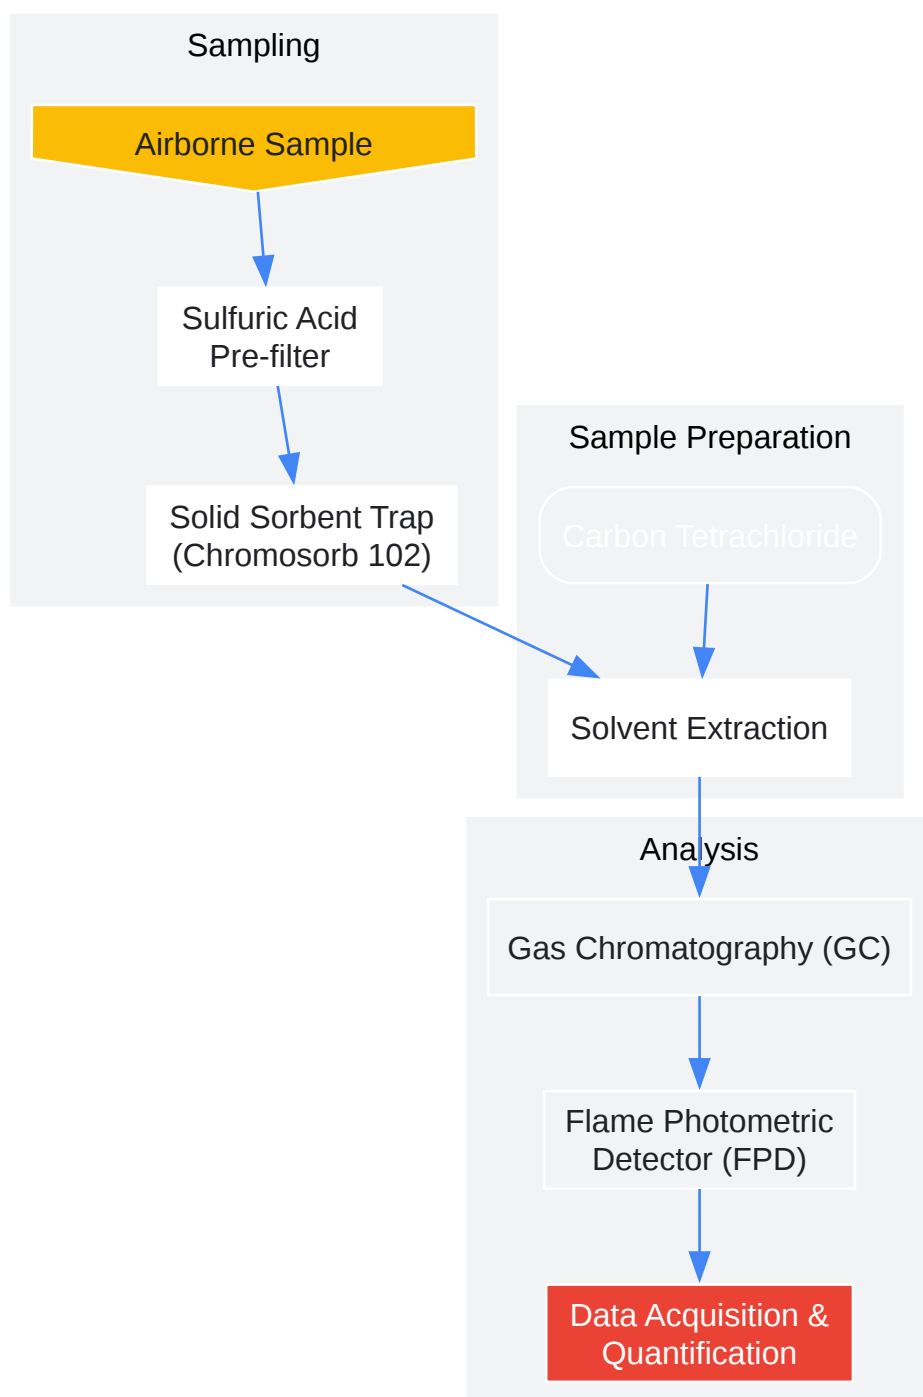 Sampling
Airborne Sample
Sulfuric Acid
Pre-filter
Solid Sorbent Trap
(Chromosorb 102)
Sample Preparation
Carbon Tetrachloride
Solvent Extraction
Analysis
Gas Chromatography (GC)
Flame Photometric
Detector (FPD)
Data Acquisition &
Quantification